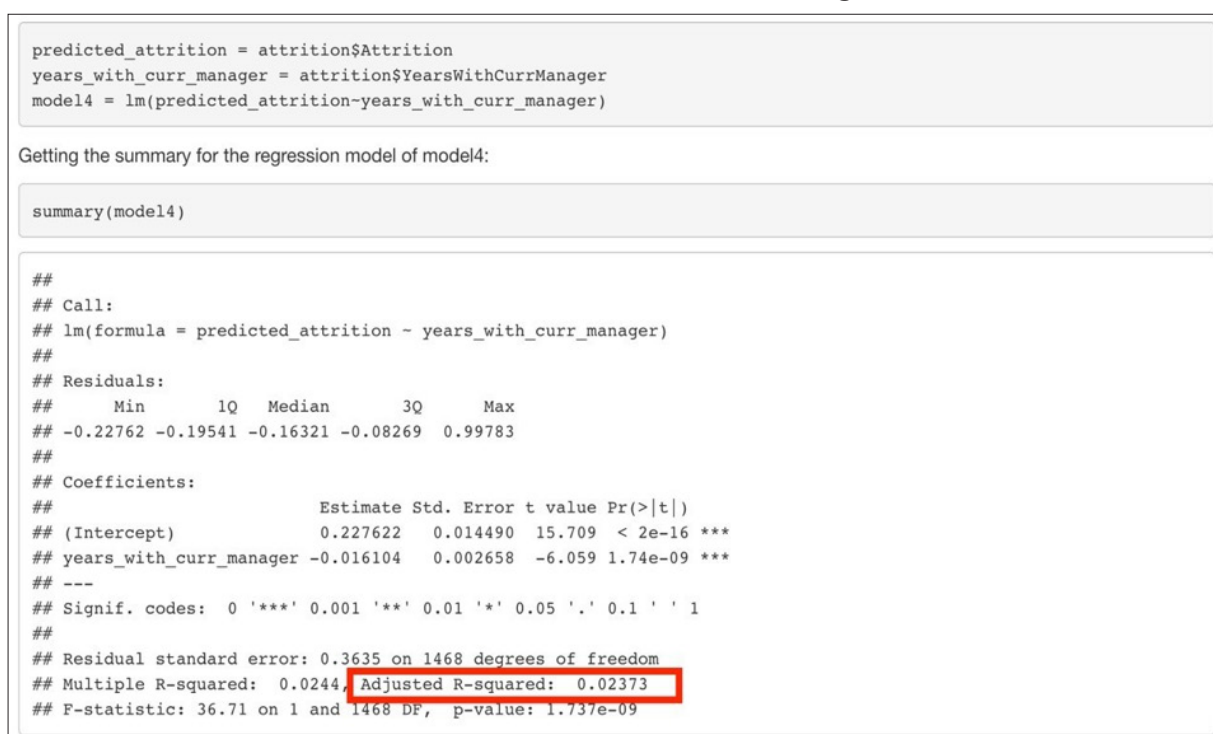 predicted_attrition = attrition$Attrition
years_with_curr_manager = attrition$YearsWithCurrManager
model4 = lm(predicted_attrition~years_with_curr_manager)
Getting the summary for the regression model of model4:
summary(model4)
##
## Call:
## lm(formula = predicted_attrition ~ years_with_curr_manager)
##
## Residuals:
##      Min       1Q   Median       3Q      Max
## -0.22762 -0.19541 -0.16321 -0.08269  0.99783
##
## Coefficients:
##                          Estimate Std. Error t value Pr(>|t|)
## (Intercept)              0.227622   0.014490  15.709  < 2e-16 ***
## years_with_curr_manager -0.016104   0.002658  -6.059 1.74e-09 ***
## ---
## Signif. codes:  0 '***' 0.001 '**' 0.01 '*' 0.05 '.' 0.1 ' ' 1
##
## Residual standard error: 0.3635 on 1468 degrees of freedom
## Multiple R-squared:  0.0244, Adjusted R-squared:  0.02373
## F-statistic: 36.71 on 1 and 1468 DF,  p-value: 1.737e-09